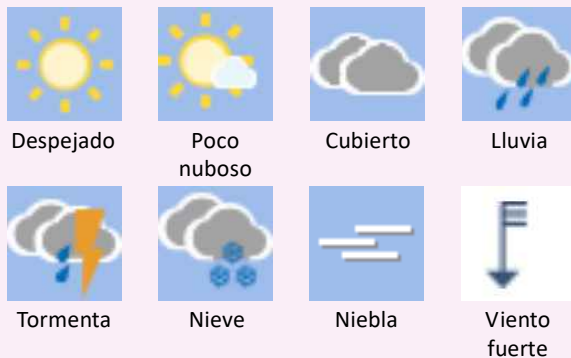 Despejado
Poco
nuboso
Cubierto
Lluvia
Tormenta
Nieve
Niebla
Viento
fuerte